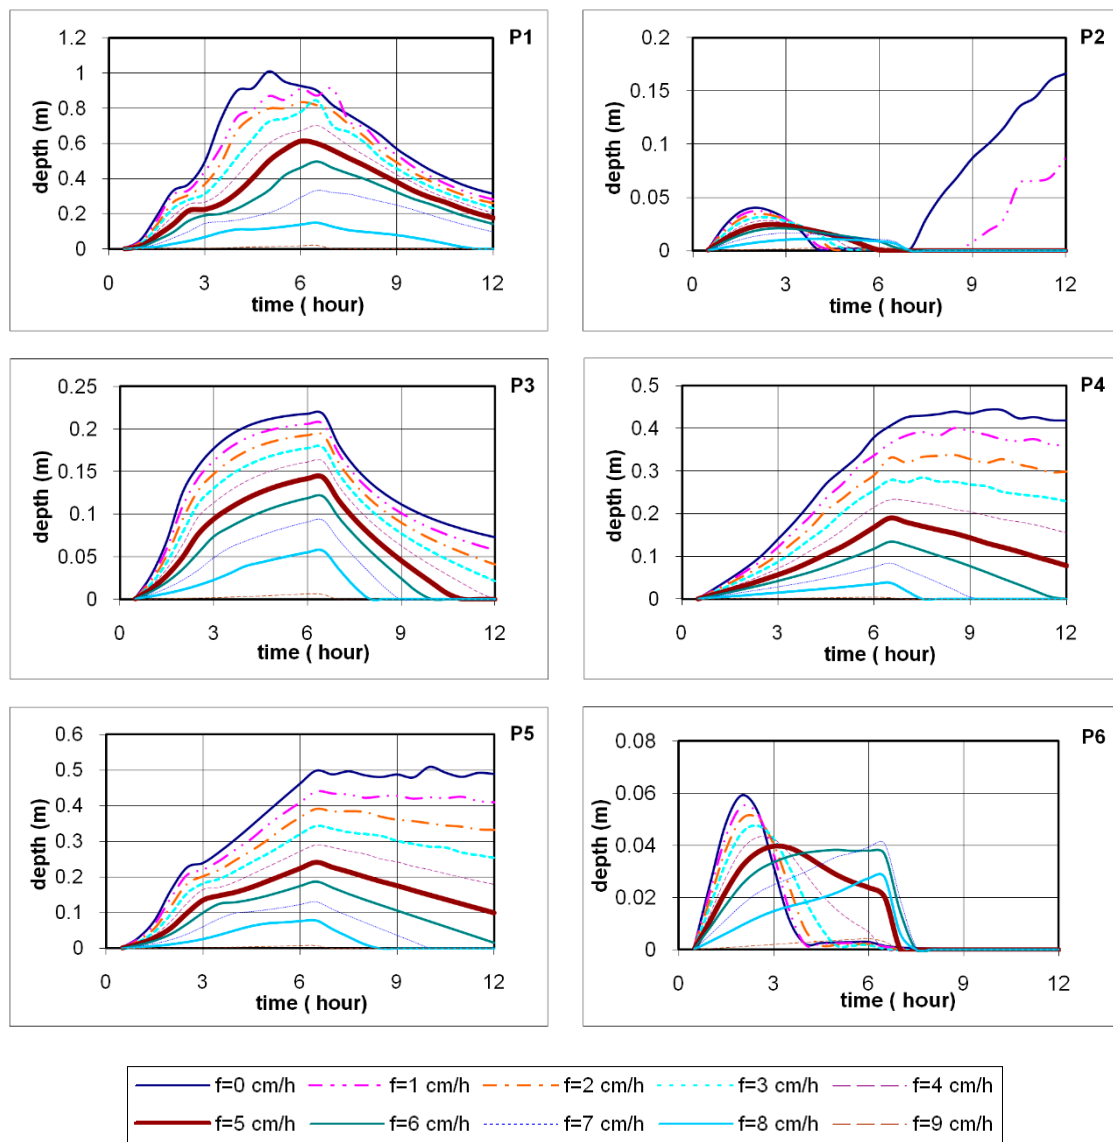 P1
1.2
1
0.8
0.6
0.4
0.2
0
depth (m)
0 3 6 9 12
time ( hour)
P2
0.2
0.15
0.1
0.05
0
depth (m)
0 3 6 9 12
time ( hour)
P3
0.25
0.2
0.15
0.1
0.05
0
depth (m)
0 3 6 9 12
time ( hour)
P4
0.5
0.4
0.3
0.2
0.1
0
depth (m)
0 3 6 9 12
time ( hour)
P5
0.6
0.5
0.4
0.3
0.2
0.1
0
depth (m)
0 3 6 9 12
time ( hour)
P6
0.08
0.06
0.04
0.02
0
depth (m)
0 3 6 9 12
time ( hour)
f=0 cm/h f=1 cm/h f=2 cm/h f=3 cm/h f=4 cm/h
f=5 cm/h f=6 cm/h f=7 cm/h f=8 cm/h f=9 cm/h